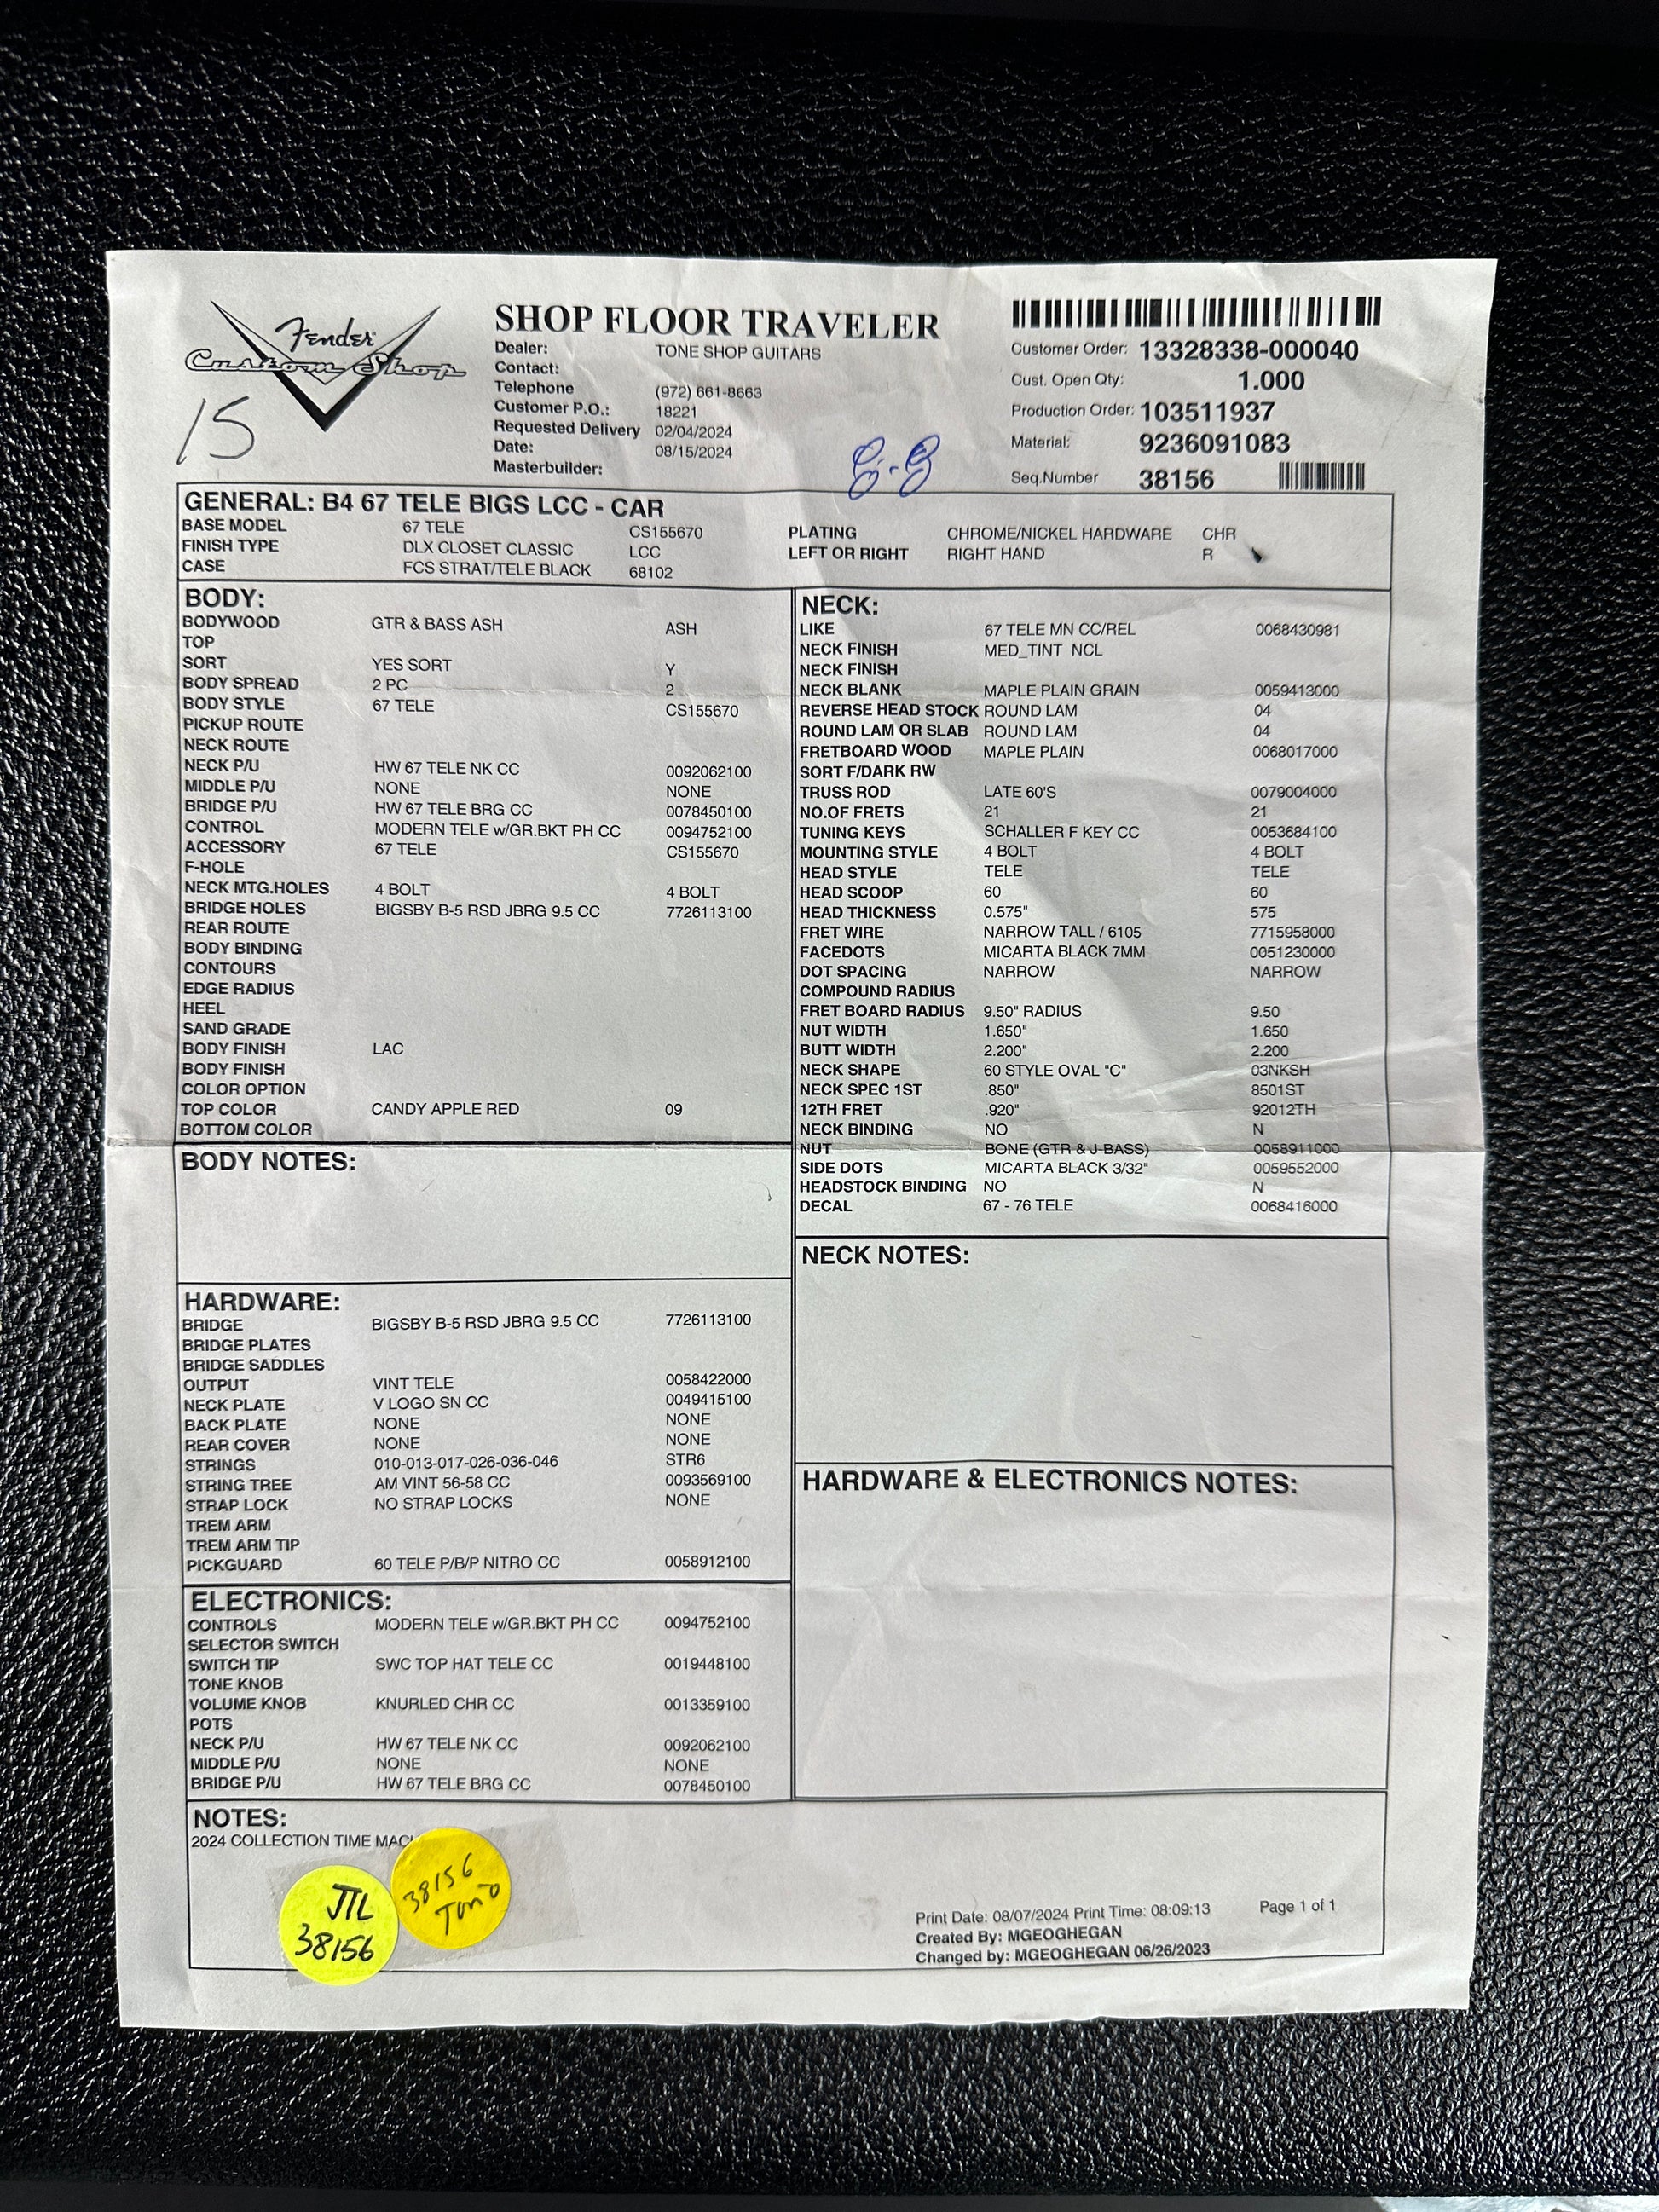 Fender
Custom Shop
15
SHOP FLOOR TRAVELER
Dealer: TONE SHOP GUITARS
Contact:
Telephone (972) 661-8663
Customer P.O.: 18221
Requested Delivery 02/04/2024
Date: 08/15/2024
Masterbuilder:
Customer Order: 13328338-000040
Cust. Open Qty: 1.000
Production Order: 103511937
Material: 9236091083
Seq.Number 38156
GENERAL: B4 67 TELE BIGS LCC - CAR
BASE MODEL 67 TELE CS155670
FINISH TYPE DLX CLOSET CLASSIC LCC
CASE FCS STRAT/TELE BLACK 68102
PLATING CHROME/NICKEL HARDWARE CHR
LEFT OR RIGHT RIGHT HAND R
BODY:
BODYWOOD GTR & BASS ASH ASH
TOP
SORT YES SORT Y
BODY SPREAD 2 PC 2
BODY STYLE 67 TELE CS155670
PICKUP ROUTE
NECK ROUTE
NECK P/U HW 67 TELE NK CC 0092062100
MIDDLE P/U NONE NONE
BRIDGE P/U HW 67 TELE BRG CC 0078450100
CONTROL MODERN TELE w/GR.BKT PH CC 0094752100
ACCESSORY 67 TELE CS155670
F-HOLE
NECK MTG.HOLES 4 BOLT 4 BOLT
BRIDGE HOLES BIGSBY B-5 RSD JBRG 9.5 CC 7726113100
REAR ROUTE
BODY BINDING
CONTOURS
EDGE RADIUS
HEEL
SAND GRADE
BODY FINISH LAC
BODY FINISH
COLOR OPTION
TOP COLOR CANDY APPLE RED 09
BOTTOM COLOR
BODY NOTES:
HARDWARE:
BRIDGE BIGSBY B-5 RSD JBRG 9.5 CC 7726113100
BRIDGE PLATES
BRIDGE SADDLES
OUTPUT VINT TELE 0058422000
NECK PLATE V LOGO SN CC 0049415100
BACK PLATE NONE NONE
REAR COVER NONE NONE
STRINGS 010-013-017-026-036-046 STR6
STRING TREE AM VINT 56-58 CC 0093569100
STRAP LOCK NO STRAP LOCKS NONE
TREM ARM
TREM ARM TIP
PICKGUARD 60 TELE P/B/P NITRO CC 0058912100
ELECTRONICS:
CONTROLS MODERN TELE w/GR.BKT PH CC 0094752100
SELECTOR SWITCH
SWITCH TIP SWC TOP HAT TELE CC 0019448100
TONE KNOB
VOLUME KNOB KNURLED CHR CC 0013359100
POTS
NECK P/U HW 67 TELE NK CC 0092062100
MIDDLE P/U NONE NONE
BRIDGE P/U HW 67 TELE BRG CC 0078450100
NECK:
LIKE 67 TELE MN CC/REL 0068430981
NECK FINISH MED_TINT NCL
NECK FINISH
NECK BLANK MAPLE PLAIN GRAIN 0059413000
REVERSE HEAD STOCK ROUND LAM 04
ROUND LAM OR SLAB ROUND LAM 04
FRETBOARD WOOD MAPLE PLAIN 0068017000
SORT F/DARK RW
TRUSS ROD LATE 60'S 0079004000
NO.OF FRETS 21 21
TUNING KEYS SCHALLER F KEY CC 0053684100
MOUNTING STYLE 4 BOLT 4 BOLT
HEAD STYLE TELE TELE
HEAD SCOOP 60 60
HEAD THICKNESS 0.575" 575
FRET WIRE NARROW TALL / 6105 7715958000
FACEDOTS MICARTA BLACK 7MM 0051230000
DOT SPACING NARROW NARROW
COMPOUND RADIUS
FRET BOARD RADIUS 9.50" RADIUS 9.50
NUT WIDTH 1.650" 1.650
BUTT WIDTH 2.200" 2.200
NECK SHAPE 60 STYLE OVAL "C" 03NKSH
NECK SPEC 1ST .850" 8501ST
12TH FRET .920" 92012TH
NECK BINDING NO N
NUT BONE (GTR & J-BASS) 0058911000
SIDE DOTS MICARTA BLACK 3/32" 0059552000
HEADSTOCK BINDING NO N
DECAL 67 - 76 TELE 0068416000
NECK NOTES:
HARDWARE & ELECTRONICS NOTES:
NOTES:
2024 COLLECTION TIME MAC
JTL
38156
38156
Print Date: 08/07/2024 Print Time: 08:09:13 Page 1 of 1
Created By: MGEOGHEGAN
Changed by: MGEOGHEGAN 06/26/2023